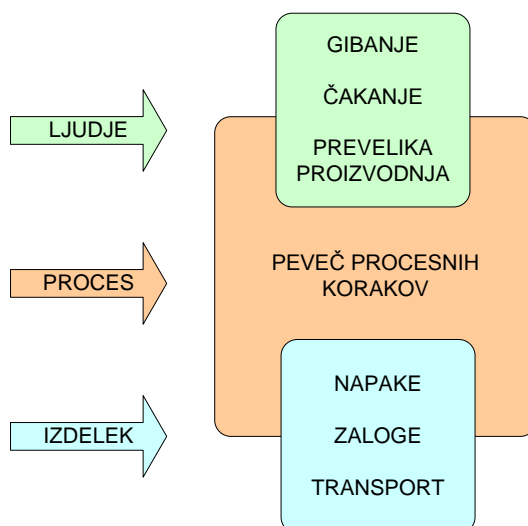 GIBANJE
ČAKANJE
LJUDJE
PREVELIKA
PROIZVODNJA
PROCES
PEVEČ PROCESNIH
KORAKOV
NAPAKE
IZDELEK
ZALOGE
TRANSPORT